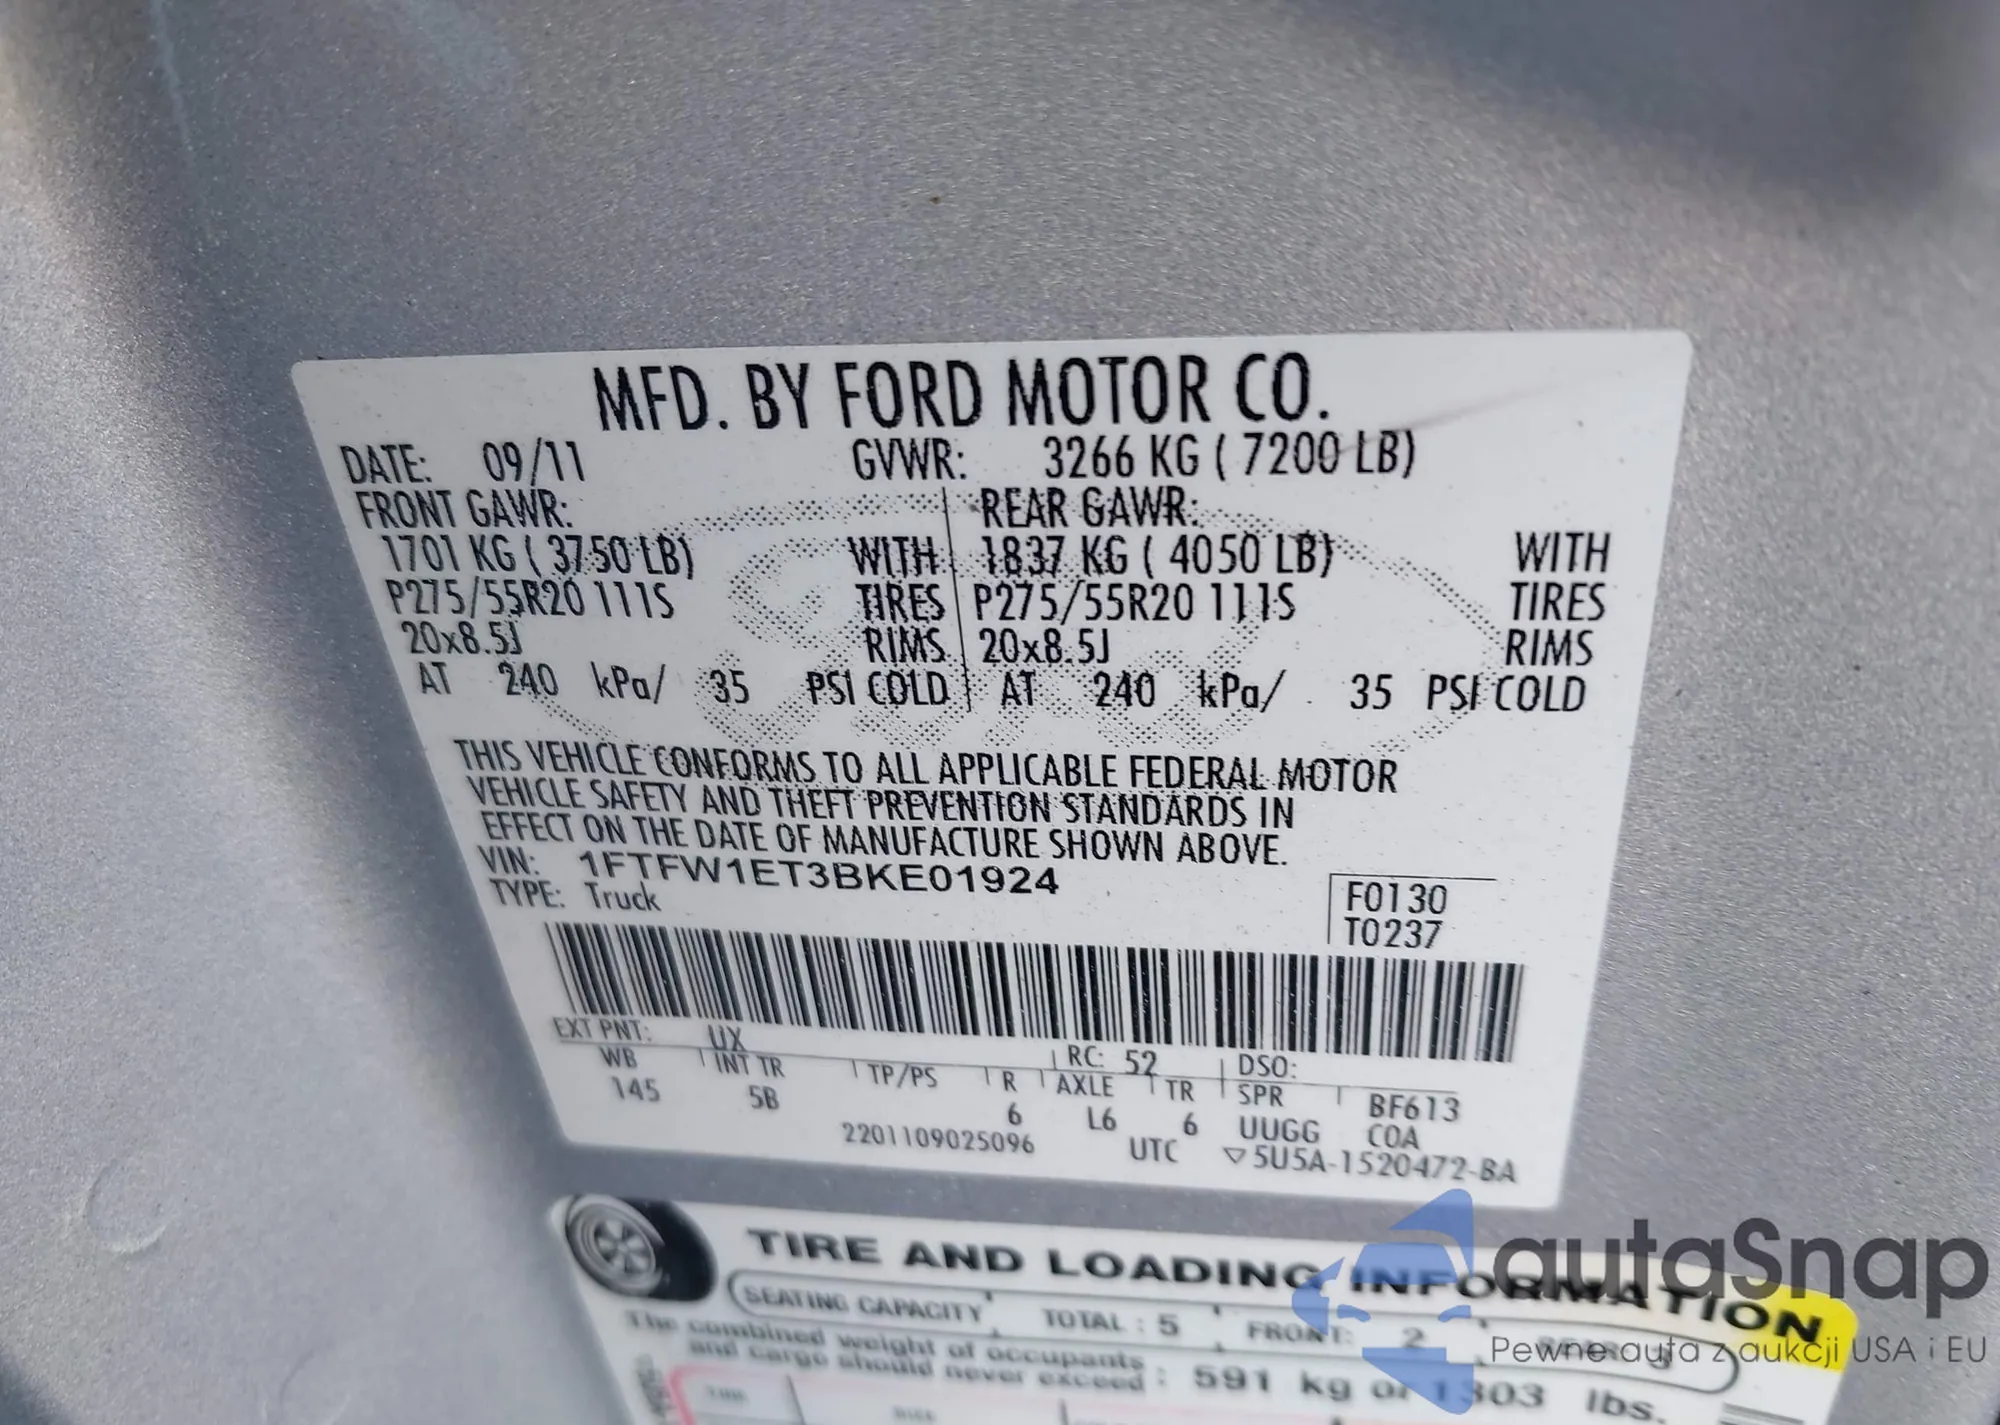 MFD. BY FORD MOTOR CO.
DATE: 09/11 GVWR: 3266 KG ( 7200 LB)
FRONT GAWR: REAR GAWR:
1701 KG ( 3750 LB) WITH 1837 KG ( 4050 LB) WITH
P275/55R20 111S TIRES P275/55R20 111S TIRES
20x8.5J RIMS 20x8.5J RIMS
AT 240 kPa/ 35 PSI COLD AT 240 kPa/ 35 PSI COLD
THIS VEHICLE CONFORMS TO ALL APPLICABLE FEDERAL MOTOR
VEHICLE SAFETY AND THEFT PREVENTION STANDARDS IN
EFFECT ON THE DATE OF MANUFACTURE SHOWN ABOVE.
VIN: 1FTFW1ET3BKE01924
TYPE: Truck
F0130
T0237
EXT PNT: UX RC: 52 DSO:
WB INT TR TP/PS R AXLE TR SPR BF613
145 5B 6 L6 6 UUGG COA
2201109025096 UTC ▽5U5A-1520472-BA
TIRE AND LOADING INFORMATION
SEATING CAPACITY TOTAL : 5 FRONT: 2
The combined weight of occupants
and cargo should never exceed : 591 kg or 1303 lbs.
autaSnap
Pewne auta z aukcji USA i EU